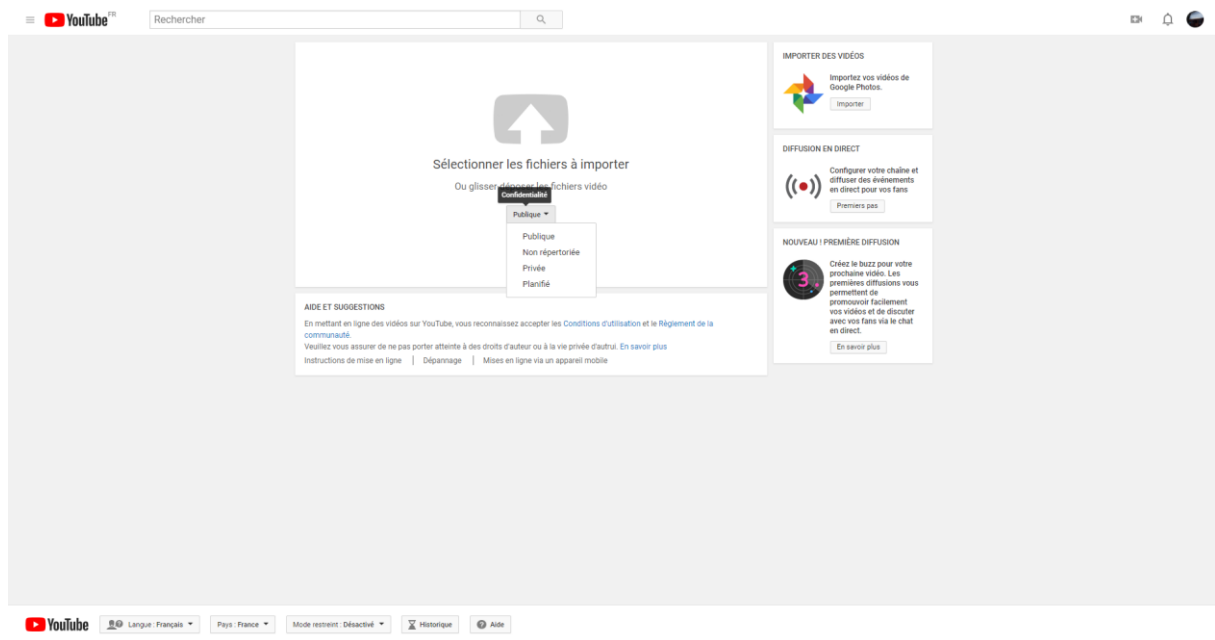 YouTube FR
Rechercher
Sélectionner les fichiers à importer
Ou glisser-déposer les fichiers vidéo
Confidentialité
Publique
Publique
Non répertoriée
Privée
Planifié
AIDE ET SUGGESTIONS
En mettant en ligne des vidéos sur YouTube, vous reconnaissez accepter les Conditions d'utilisation et le Règlement de la
communauté.
Veuillez vous assurer de ne pas porter atteinte à des droits d'auteur ou à la vie privée d'autrui. En savoir plus
Instructions de mise en ligne | Dépannage | Mises en ligne via un appareil mobile
IMPORTER DES VIDÉOS
Importez vos vidéos de
Google Photos.
Importer
DIFFUSION EN DIRECT
Configurer votre chaîne et
diffuser des événements
en direct pour vos fans
Premiers pas
NOUVEAU ! PREMIÈRE DIFFUSION
3
Créez le buzz pour votre
prochaine vidéo. Les
premières diffusions vous
permettent de
promouvoir facilement
vos vidéos et de discuter
avec vos fans via le chat
en direct.
En savoir plus
YouTube
Langue : Français
Pays : France
Mode restreint : Désactivé
Historique
Aide